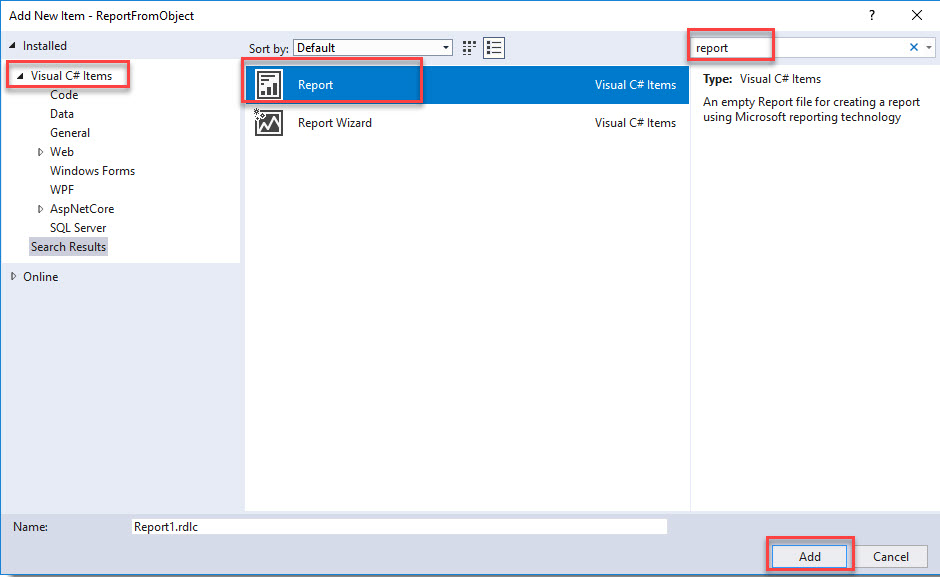 Add New Item - ReportFromObject
?
Installed
Sort by: Default
report
Visual C# Items
Code
Data
General
Web
Windows Forms
WPF
AspNetCore
SQL Server
Search Results
Online
Report Visual C# Items
Report Wizard Visual C# Items
Type: Visual C# Items
An empty Report file for creating a report
using Microsoft reporting technology
Name: Report1.rdlc
Add Cancel